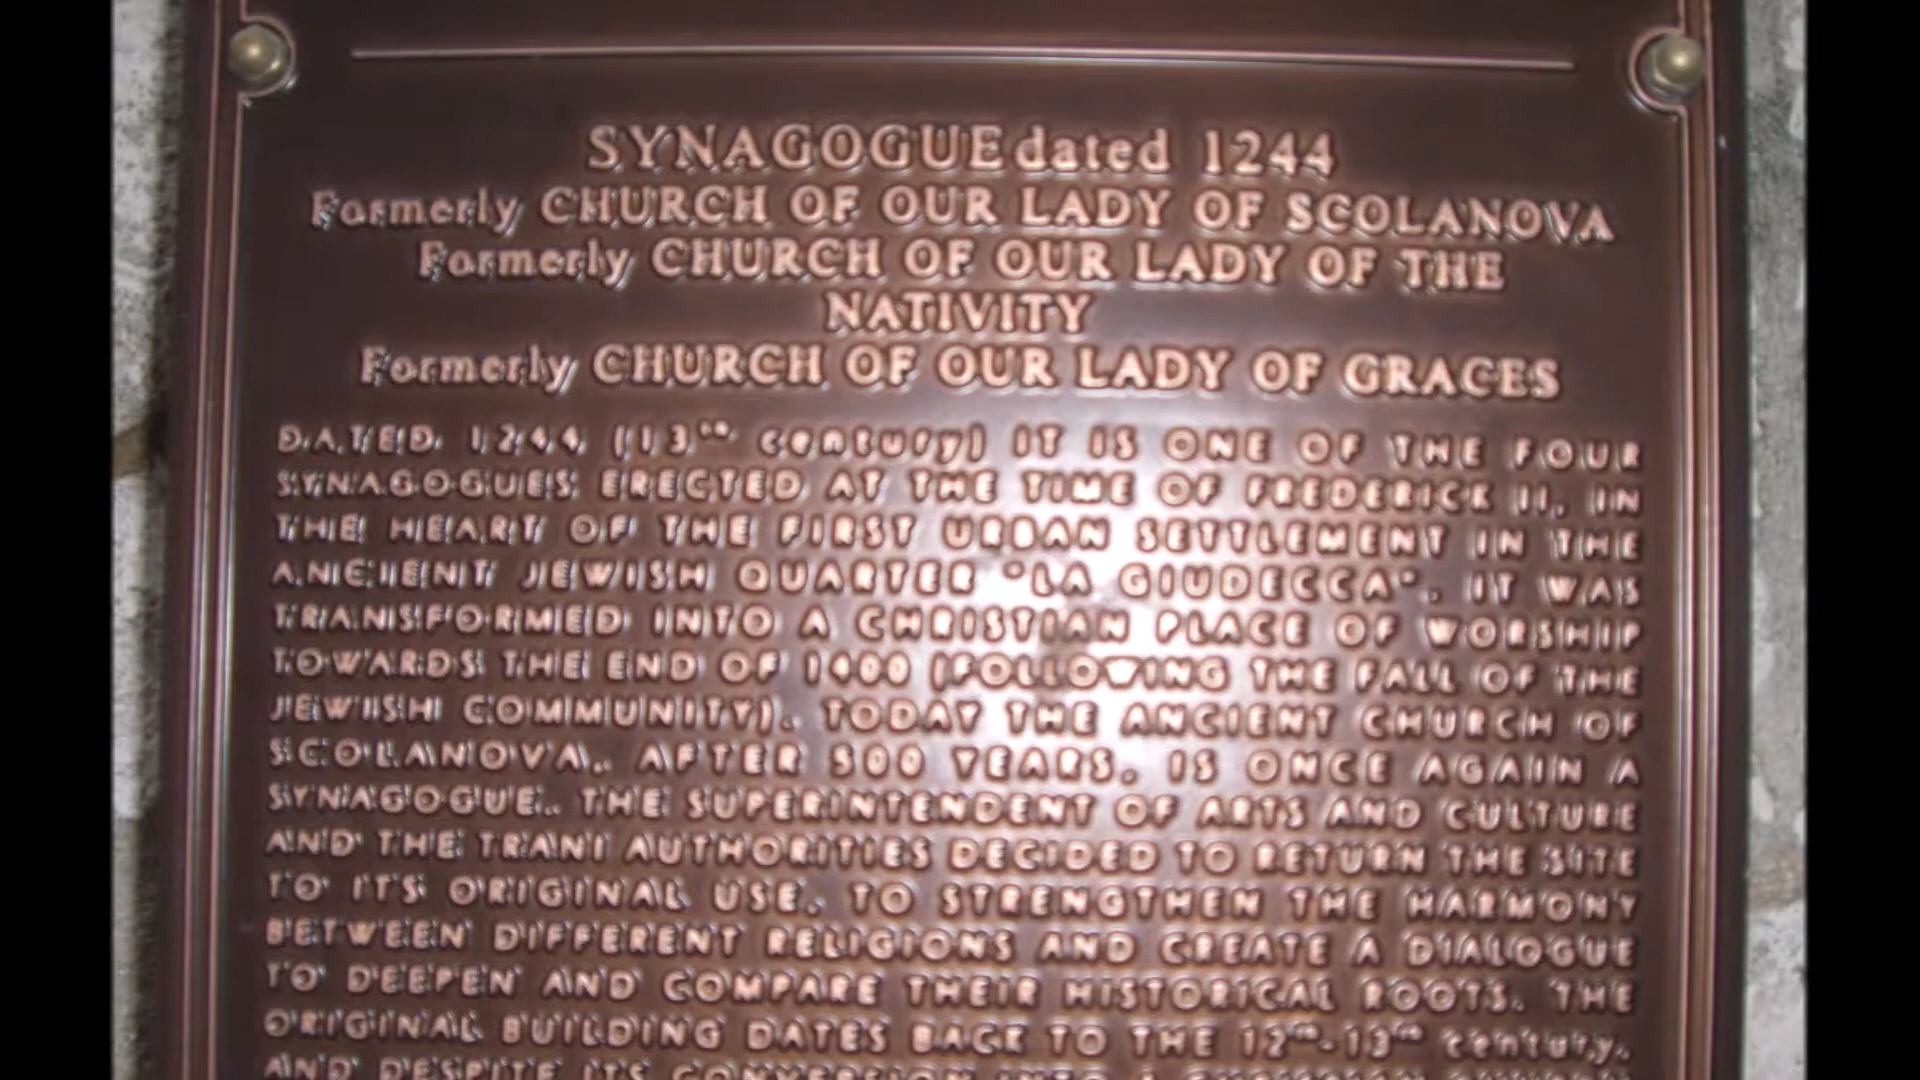 SYNAGOGUE dated 1244
Formerly CHURCH OF OUR LADY OF SCOLANOVA
Formerly CHURCH OF OUR LADY OF THE
NATIVITY
Formerly CHURCH OF OUR LADY OF GRACES
DATED 1244 (13th century) IT IS ONE OF THE FOUR
SYNAGOGUES ERECTED AT THE TIME OF FREDERICK II, IN
THE HEART OF THE FIRST URBAN SETTLEMENT IN THE
ANCIENT JEWISH QUARTER "LA GIUDECCA". IT WAS
TRANSFORMED INTO A CHRISTIAN PLACE OF WORSHIP
TOWARDS THE END OF 1400 (FOLLOWING THE FALL OF THE
JEWISH COMMUNITY). TODAY THE ANCIENT CHURCH OF
SCOLANOVA, AFTER 500 YEARS, IS ONCE AGAIN A
SYNAGOGUE. THE SUPERINTENDENT OF ARTS AND CULTURE
AND THE TRANI AUTHORITIES DECIDED TO RETURN THE SITE
TO ITS ORIGINAL USE, TO STRENGTHEN THE HARMONY
BETWEEN DIFFERENT RELIGIONS AND CREATE A DIALOGUE
TO DEEPEN AND COMPARE THEIR HISTORICAL ROOTS. THE
ORIGINAL BUILDING DATES BACK TO THE 12th-13th century,
AND DESPITE ITS CONVERSION INTO A CHRISTIAN